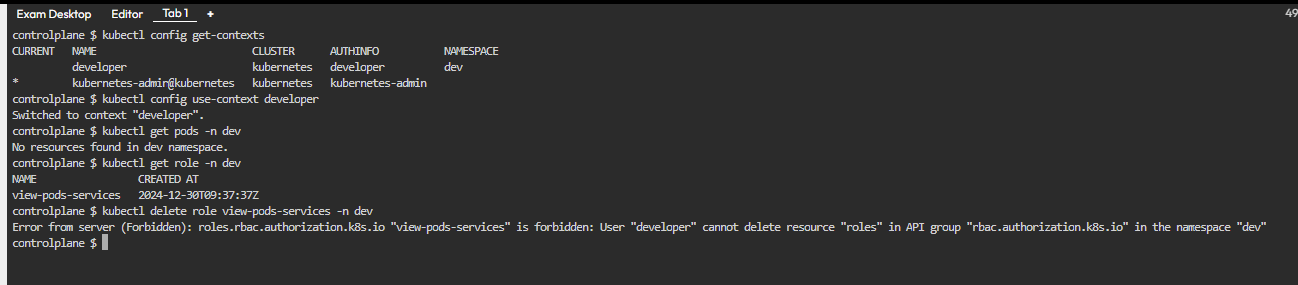 Exam Desktop Editor Tab 1 + 49
controlplane $ kubectl config get-contexts
CURRENT NAME CLUSTER AUTHINFO NAMESPACE
developer kubernetes developer dev
* kubernetes-admin@kubernetes kubernetes kubernetes-admin
controlplane $ kubectl config use-context developer
Switched to context "developer".
controlplane $ kubectl get pods -n dev
No resources found in dev namespace.
controlplane $ kubectl get role -n dev
NAME CREATED AT
view-pods-services 2024-12-30T09:37:37Z
controlplane $ kubectl delete role view-pods-services -n dev
Error from server (Forbidden): roles.rbac.authorization.k8s.io "view-pods-services" is forbidden: User "developer" cannot delete resource "roles" in API group "rbac.authorization.k8s.io" in the namespace "dev"
controlplane $